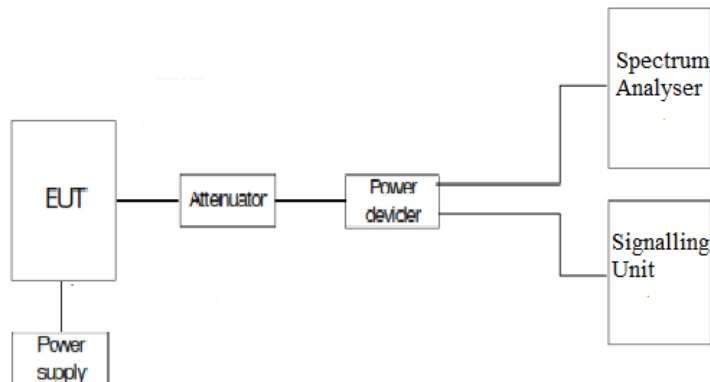 Spectrum
Analyser
EUT
Attenuator
Power
devider
Signalling
Unit
Power
supply